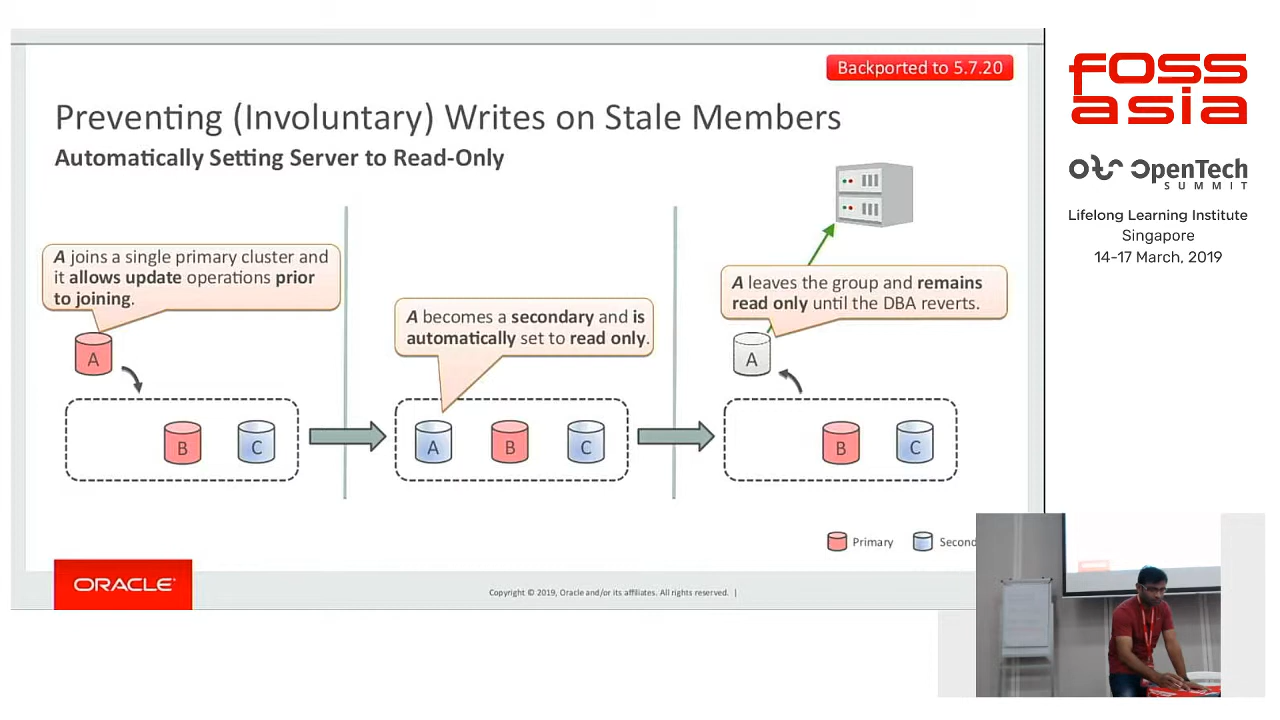 Backported to 5.7.20
Preventing (Involuntary) Writes on Stale Members
Automatically Setting Server to Read-Only
A joins a single primary cluster and
it allows update operations prior
to joining.
A
B
C
A becomes a secondary and is
automatically set to read only.
A
B
C
A leaves the group and remains
read only until the DBA reverts.
A
B
C
Primary
Second
ORACLE
Copyright © 2019, Oracle and/or its affiliates. All rights reserved. |
FOSS
asia
OpenTech
SUMMIT
Lifelong Learning Institute
Singapore
14-17 March, 2019